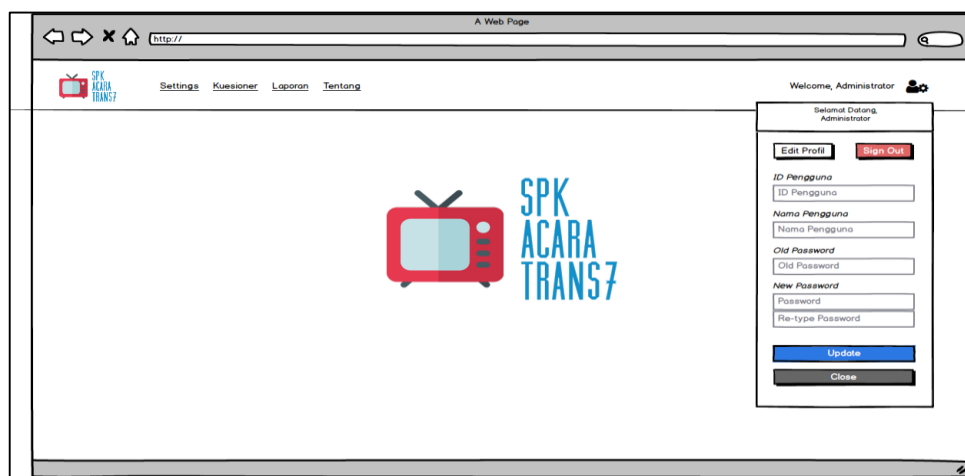 A Web Page
http://
SPK
ACARA
TRANS7
Settings Kuesioner Laporan Tentang
Welcome, Administrator
Selamat Datang,
Administrator
Edit Profil Sign Out
ID Pengguna
ID Pengguna
Nama Pengguna
Nama Pengguna
Old Password
Old Password
New Password
Password
Re-type Password
Update
Close
SPK
ACARA
TRANS7